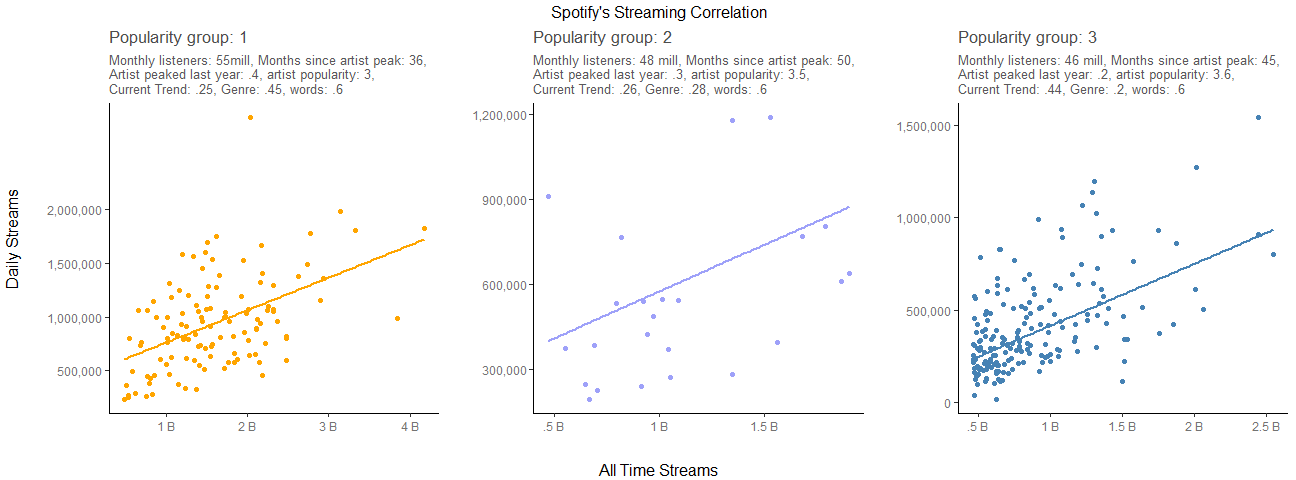 Spotify's Streaming Correlation
Popularity group: 1
Monthly listeners: 55mill, Months since artist peak: 36,
Artist peaked last year: .4, artist popularity: 3,
Current Trend: .25, Genre: .45, words: .6
2,000,000
1,500,000
1,000,000
500,000
1 B
2 B
3 B
4 B
Popularity group: 2
Monthly listeners: 48 mill, Months since artist peak: 50,
Artist peaked last year: .3, artist popularity: 3.5,
Current Trend: .26, Genre: .28, words: .6
1,200,000
900,000
600,000
300,000
.5 B
1 B
1.5 B
Popularity group: 3
Monthly listeners: 46 mill, Months since artist peak: 45,
Artist peaked last year: .2, artist popularity: 3.6,
Current Trend: .44, Genre: .2, words: .6
1,500,000
1,000,000
500,000
0
.5 B
1 B
1.5 B
2 B
2.5 B
Daily Streams
All Time Streams